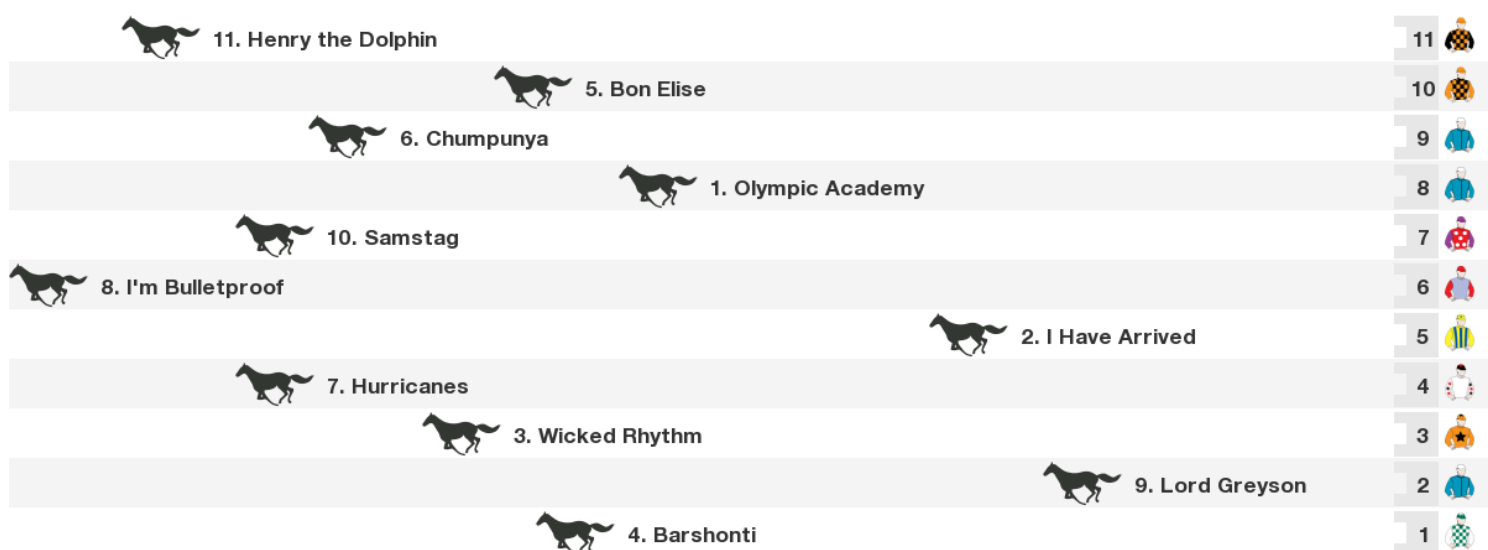 11. Henry the Dolphin 11
5. Bon Elise 10
6. Chumpunya 9
1. Olympic Academy 8
10. Samstag 7
8. I'm Bulletproof 6
2. I Have Arrived 5
7. Hurricanes 4
3. Wicked Rhythm 3
9. Lord Greyson 2
4. Barshonti 1